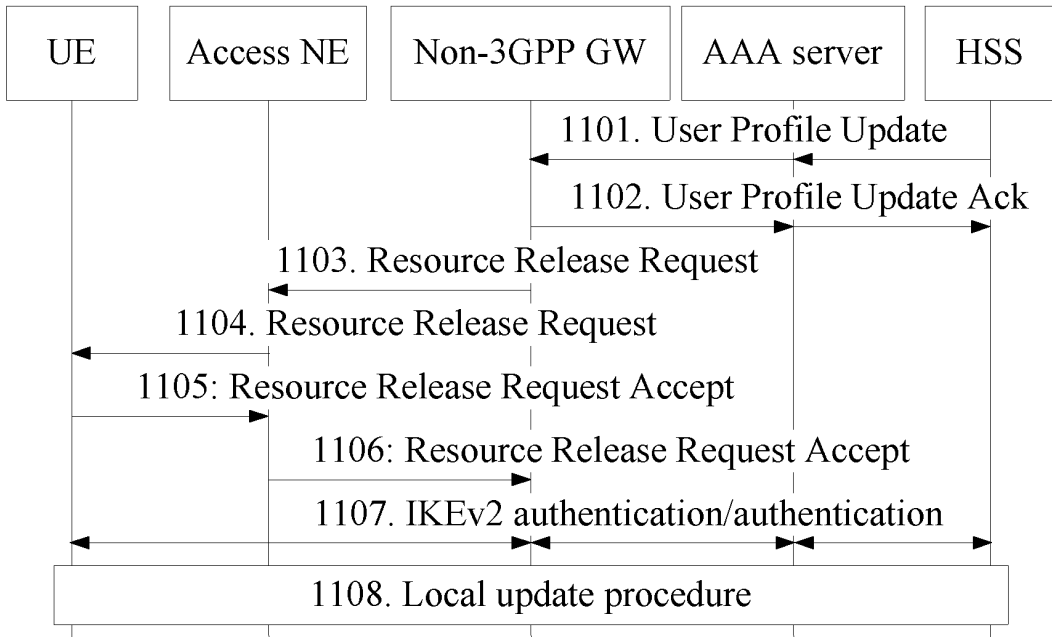 UE Access NE Non-3GPP GW AAA server HSS
1101. User Profile Update
1102. User Profile Update Ack
1103. Resource Release Request
1104. Resource Release Request
1105: Resource Release Request Accept
1106: Resource Release Request Accept
1107. IKEv2 authentication/authentication
1108. Local update procedure